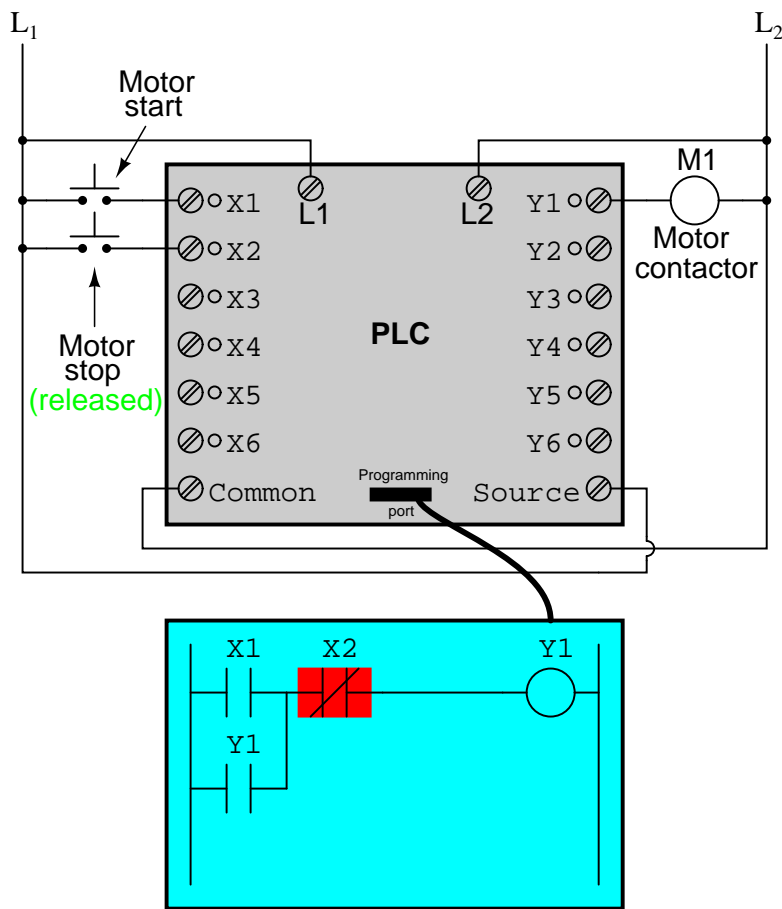 L1
L2
Motor
start
M1
X1
L1
L2
Y1
X2
Y2
Motor
contactor
X3
Y3
Motor
stop
(released)
X4
PLC
Y4
X5
Y5
X6
Y6
Common
Programming
port
Source
X1
X2
Y1
Y1